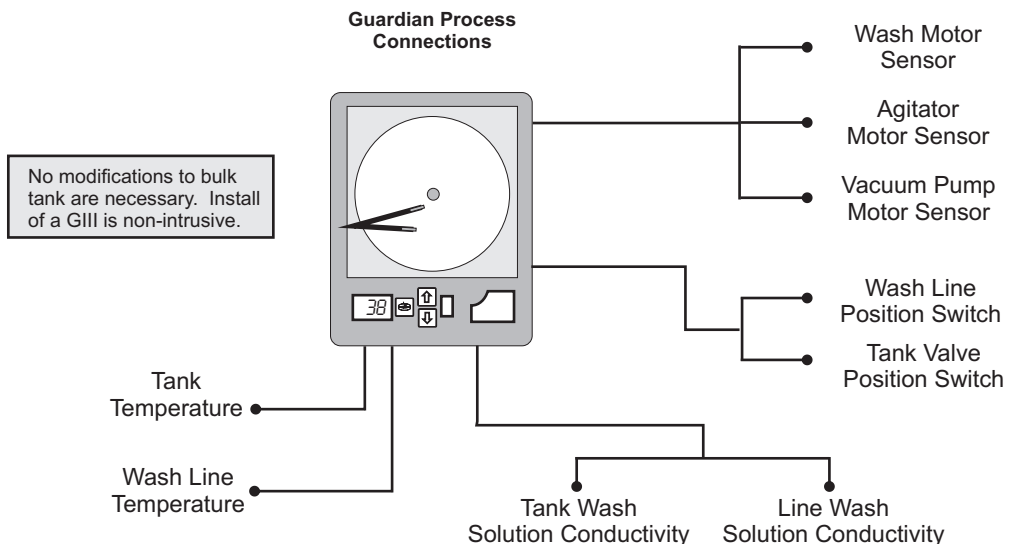 Guardian Process
Connections
Wash Motor
Sensor
Agitator
Motor Sensor
Vacuum Pump
Motor Sensor
No modifications to bulk
tank are necessary.  Install
of a GIII is non-intrusive.
38
Wash Line
Position Switch
Tank Valve
Position Switch
Tank
Temperature
Wash Line
Temperature
Tank Wash
Solution Conductivity
Line Wash
Solution Conductivity